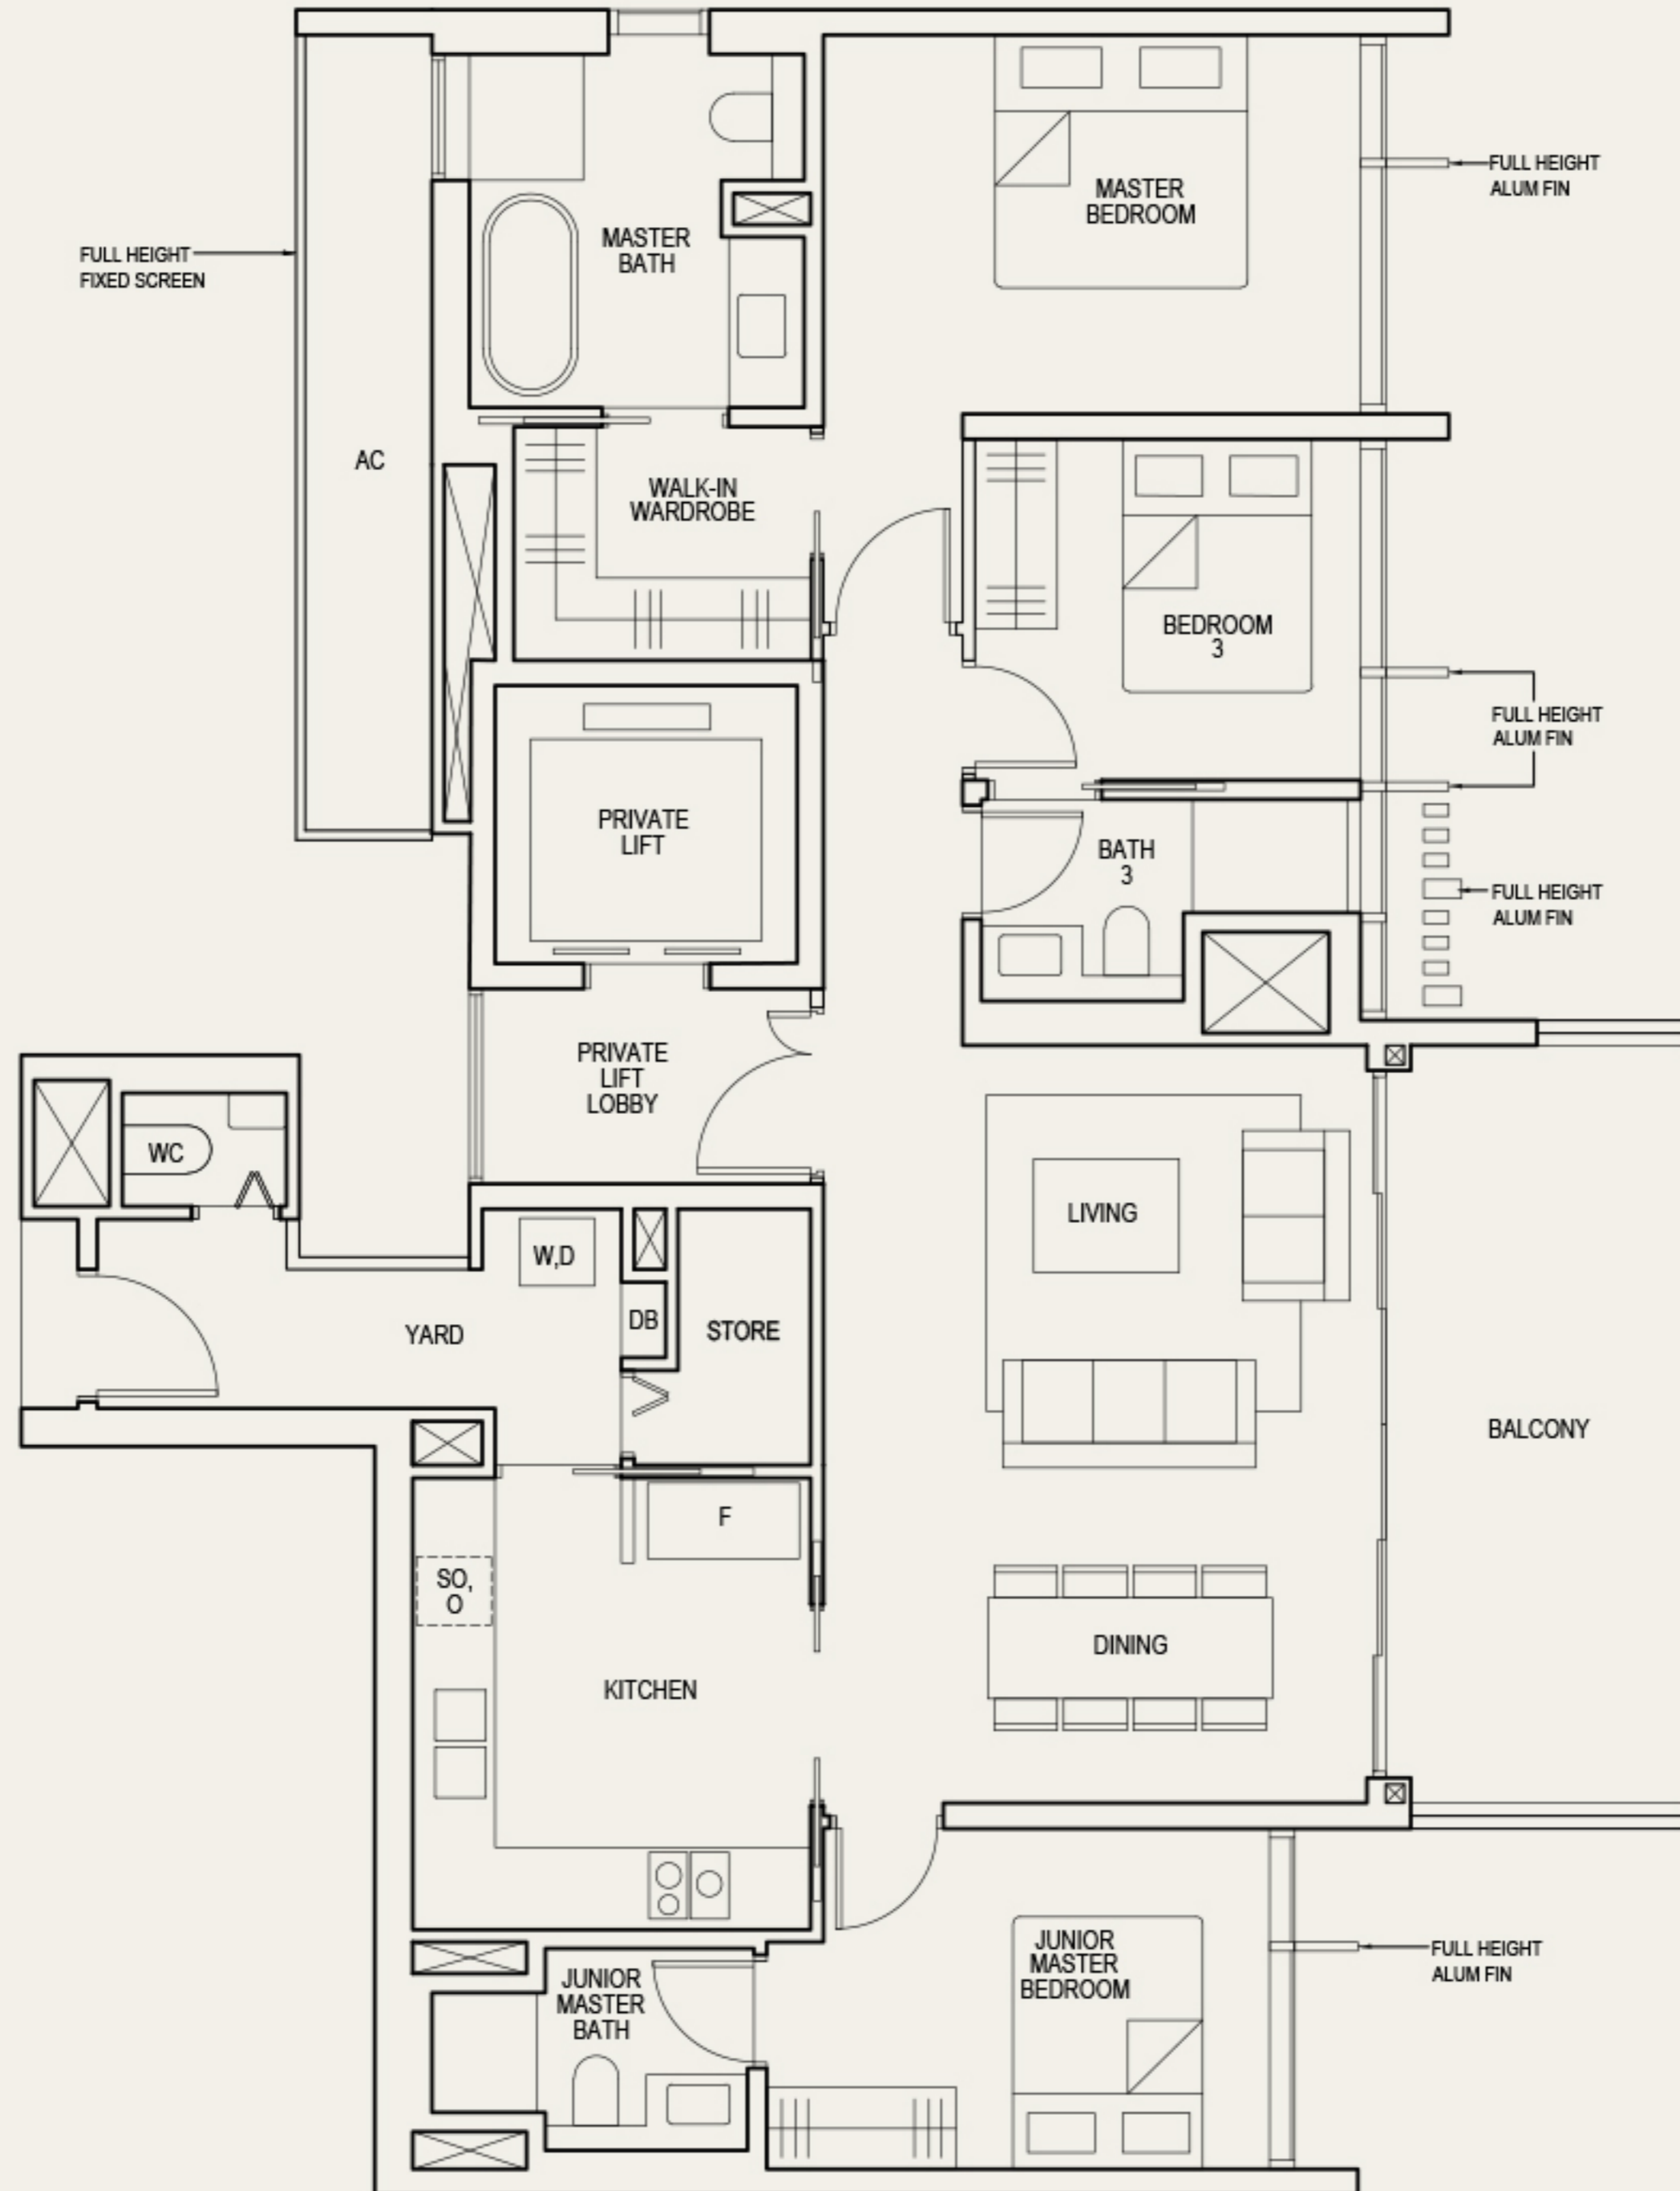 FULL HEIGHT
ALUM FIN
MASTER
BEDROOM
MASTER
BATH
FULL HEIGHT
FIXED SCREEN
AC
WALK-IN
WARDROBE
BEDROOM
3
FULL HEIGHT
ALUM FIN
PRIVATE
LIFT
BATH
3
FULL HEIGHT
ALUM FIN
PRIVATE
LIFT
LOBBY
WC
LIVING
W,D
DB
STORE
YARD
BALCONY
F
SO,
O
DINING
KITCHEN
JUNIOR
MASTER
BEDROOM
FULL HEIGHT
ALUM FIN
JUNIOR
MASTER
BATH